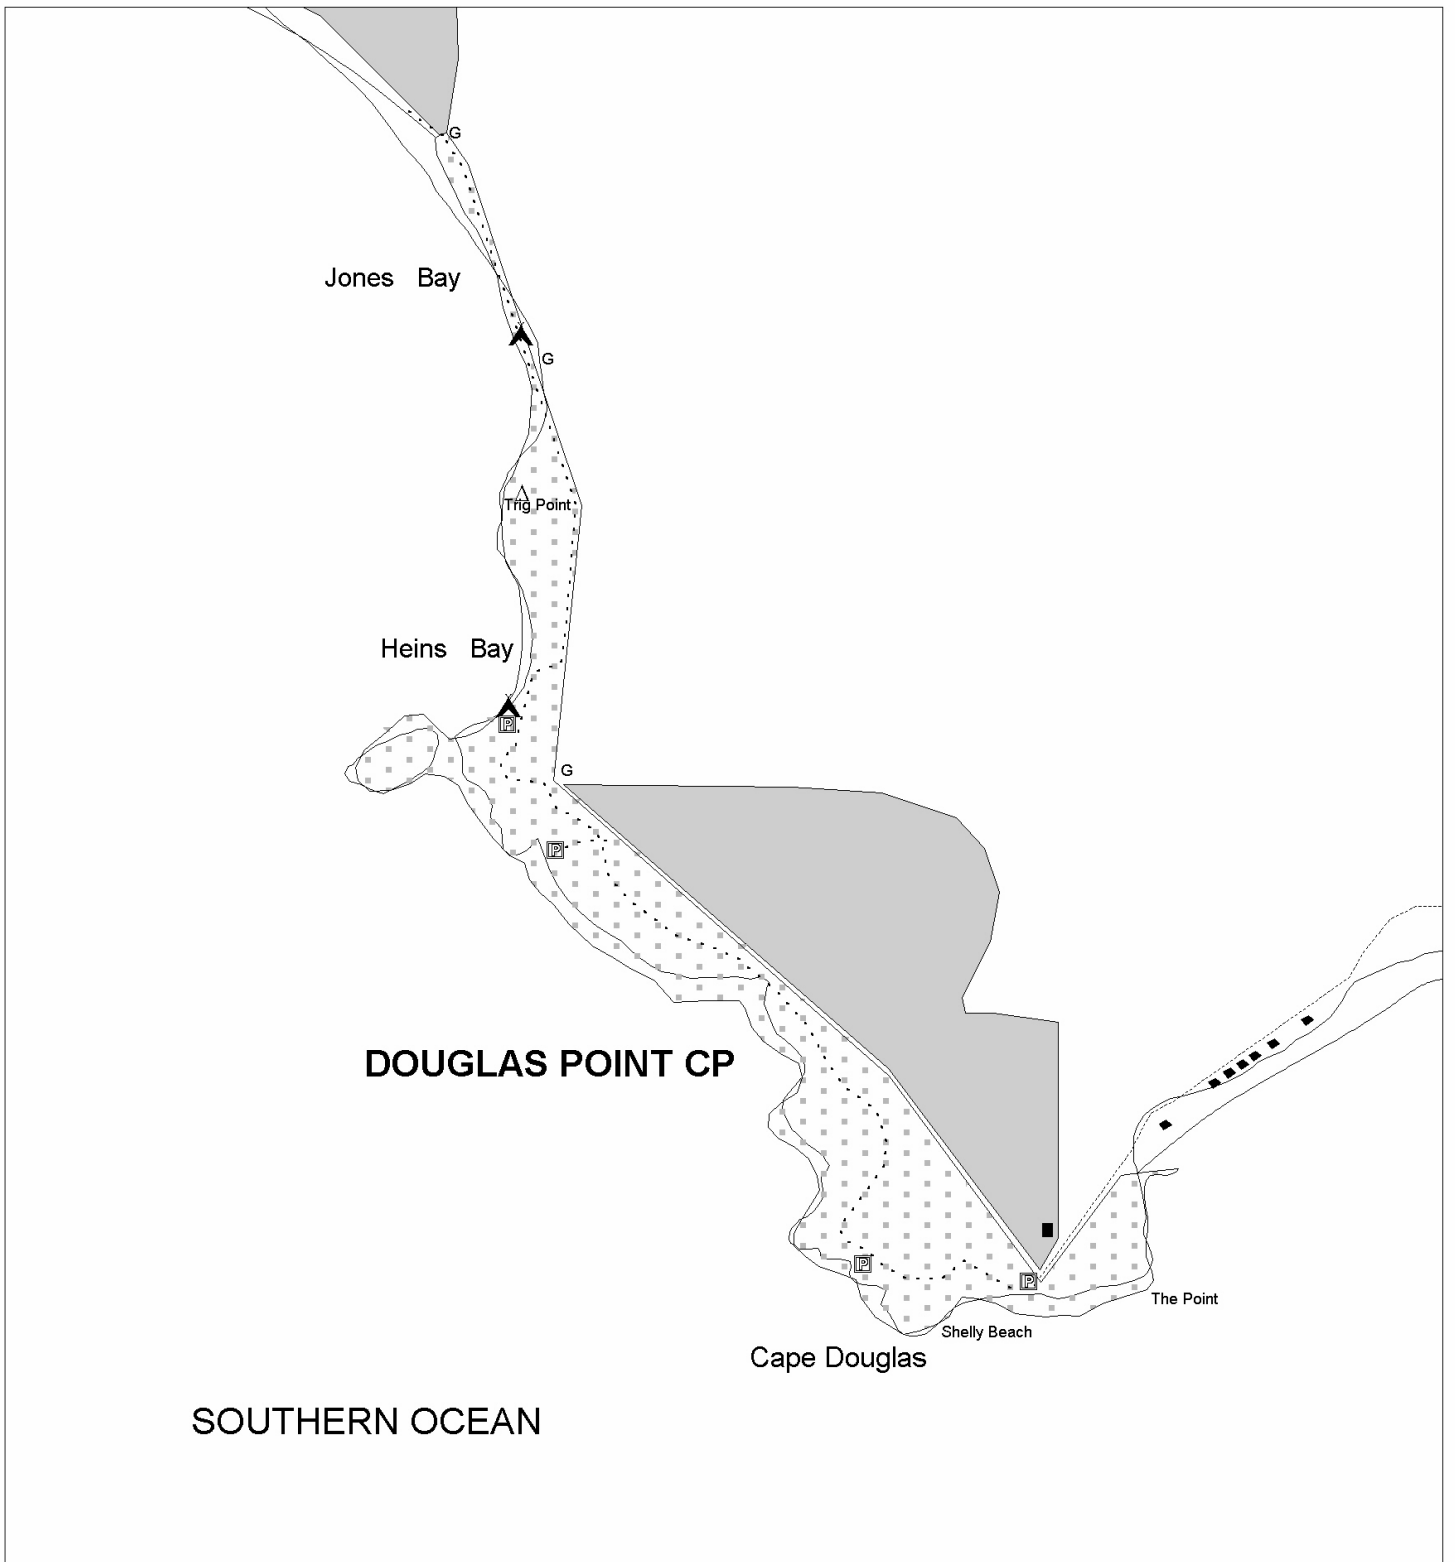 G
Jones Bay
G
Trig Point
Heins Bay
P
G
P
DOUGLAS POINT CP
P
P
The Point
Shelly Beach
Cape Douglas
SOUTHERN OCEAN